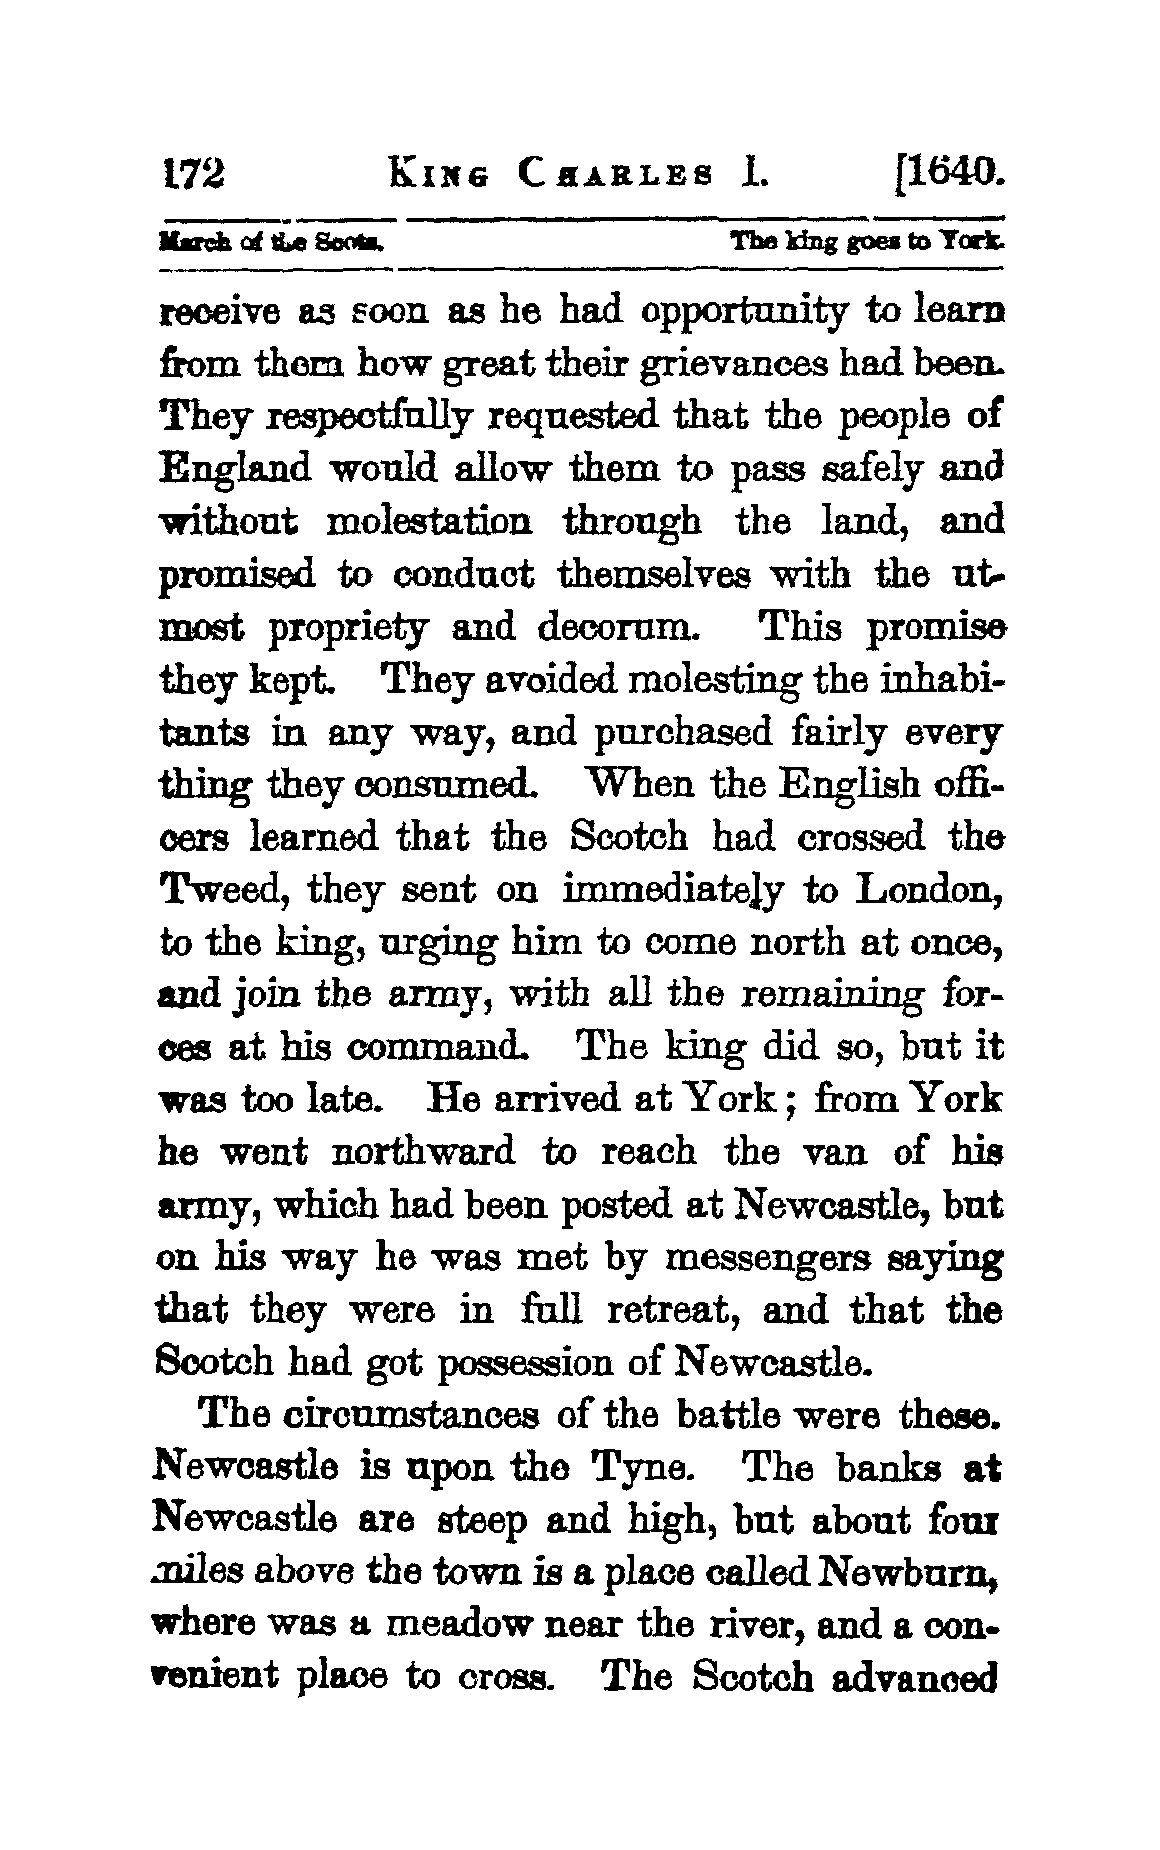 172 King Charles I. [1640.
March of the Scots. The king goes to York.
receive as soon as he had opportunity to learn
from them how great their grievances had been.
They respectfully requested that the people of
England would allow them to pass safely and
without molestation through the land, and
promised to conduct themselves with the ut-
most propriety and decorum. This promise
they kept. They avoided molesting the inhabi-
tants in any way, and purchased fairly every
thing they consumed. When the English offi-
cers learned that the Scotch had crossed the
Tweed, they sent on immediately to London,
to the king, urging him to come north at once,
and join the army, with all the remaining for-
ces at his command. The king did so, but it
was too late. He arrived at York; from York
he went northward to reach the van of his
army, which had been posted at Newcastle, but
on his way he was met by messengers saying
that they were in full retreat, and that the
Scotch had got possession of Newcastle.
The circumstances of the battle were these.
Newcastle is upon the Tyne. The banks at
Newcastle are steep and high, but about four
miles above the town is a place called Newburn,
where was a meadow near the river, and a con-
venient place to cross. The Scotch advanced